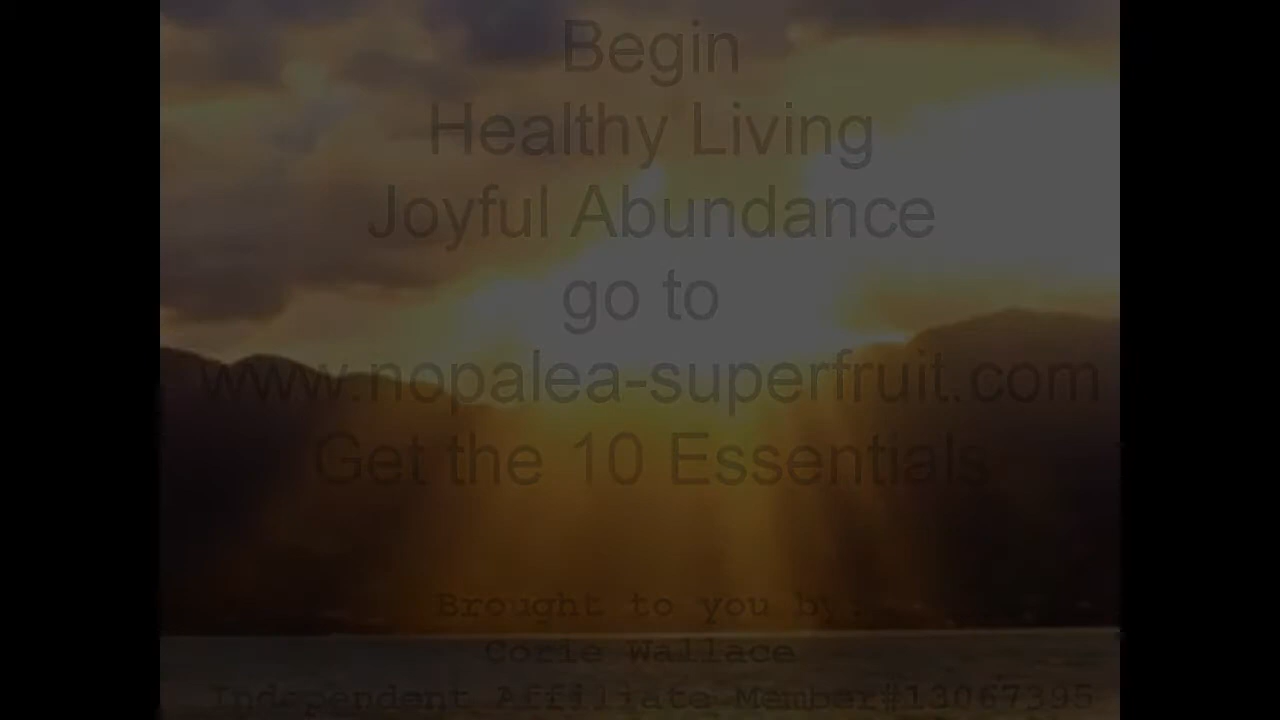 Begin
Healthy Living
Joyful Abundance
go to
www.nopalea-superfruit.com
Get the 10 Essentials
Brought to you by:
Corie Wallace
Independent Affiliate Member#13067395